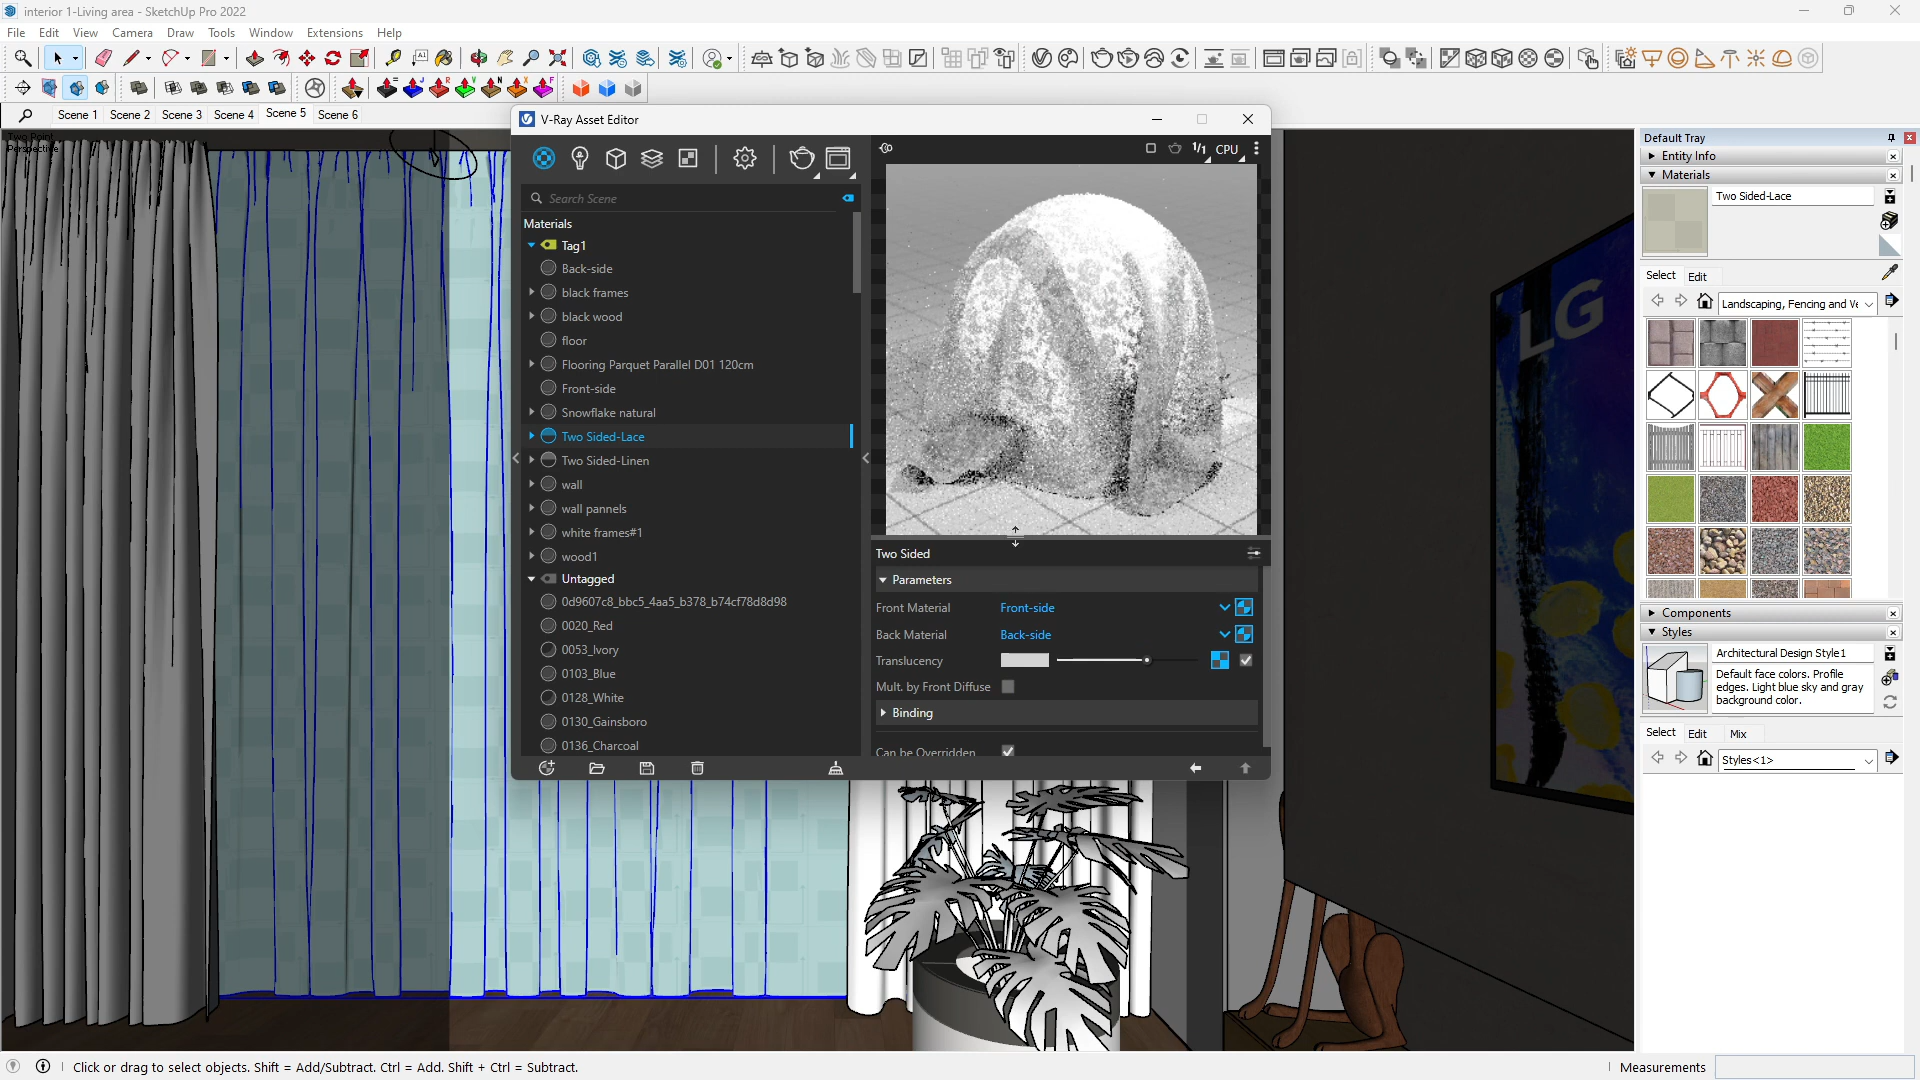 interior 1-Living area - SketchUp Pro 2022
File Edit View Camera Draw Tools Window Extensions Help
Scene 1 Scene 2 Scene 3 Scene 4 Scene 5 Scene 6
Two Point
Perspective
V-Ray Asset Editor
1/1 CPU
Search Scene
Materials
Tag1
Back-side
black frames
black wood
floor
Flooring Parquet Parallel D01 120cm
Front-side
Snowflake natural
Two Sided-Lace
Two Sided-Linen
wall
wall pannels
white frames#1
wood1
Untagged
0d9607c8_bbc5_4aa5_b378_b74cf78d8d98
0020_Red
0053_Ivory
0103_Blue
0128_White
0130_Gainsboro
0136_Charcoal
Two Sided
Parameters
Front Material Front-side
Back Material Back-side
Translucency
Mult. by Front Diffuse
Binding
Can be Overridden
LG
Default Tray
Entity Info
Materials
Two Sided-Lace
Select Edit
Landscaping, Fencing and Ve
Components
Styles
Architectural Design Style1
Default face colors. Profile
edges. Light blue sky and gray
background color.
Select Edit Mix
Styles<1>
Click or drag to select objects. Shift = Add/Subtract. Ctrl = Add. Shift + Ctrl = Subtract.
Measurements